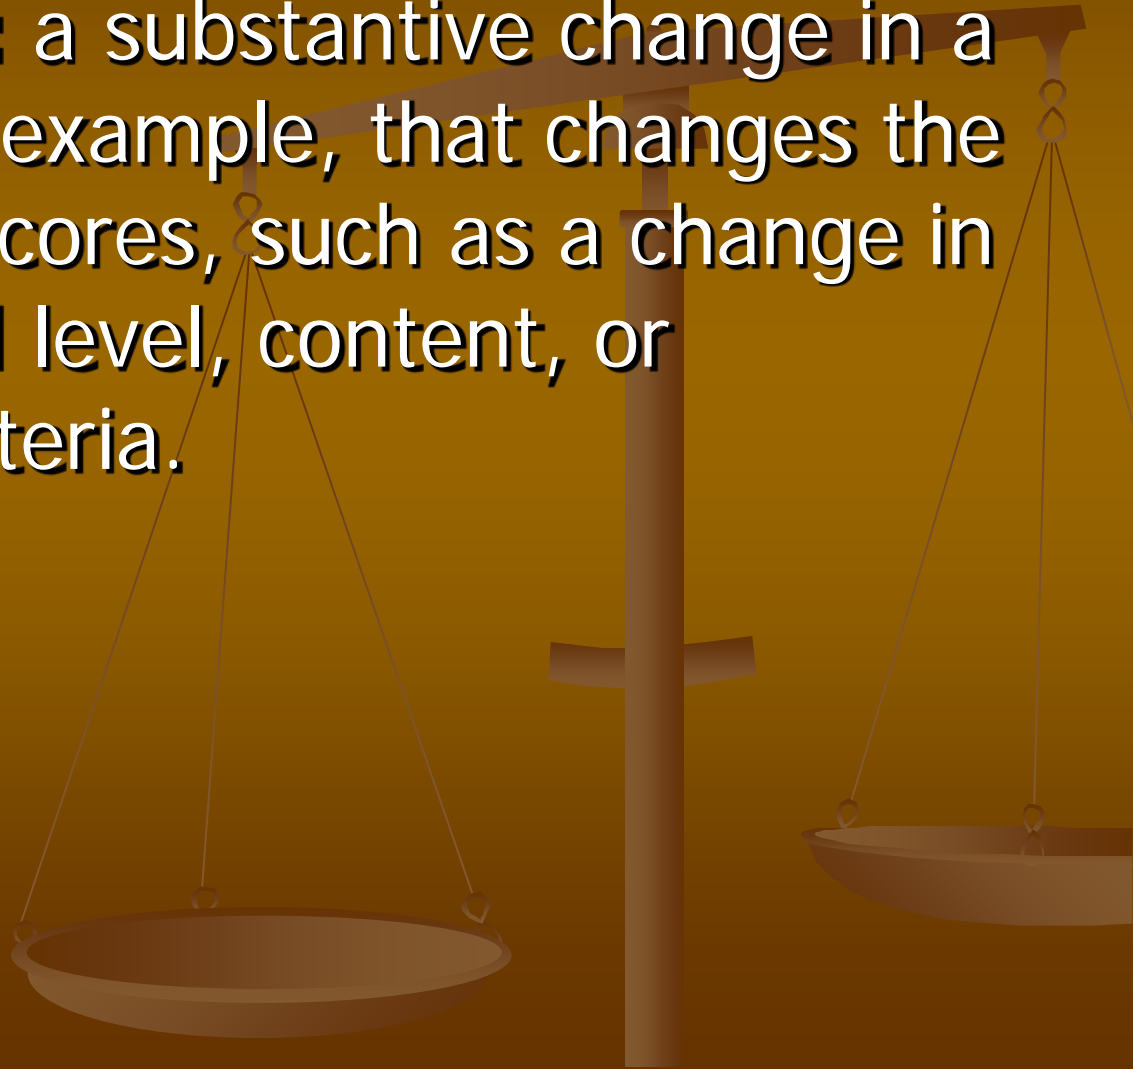 : a substantive change in a
example, that changes the
cores, such as a change in
level, content, or
teria.